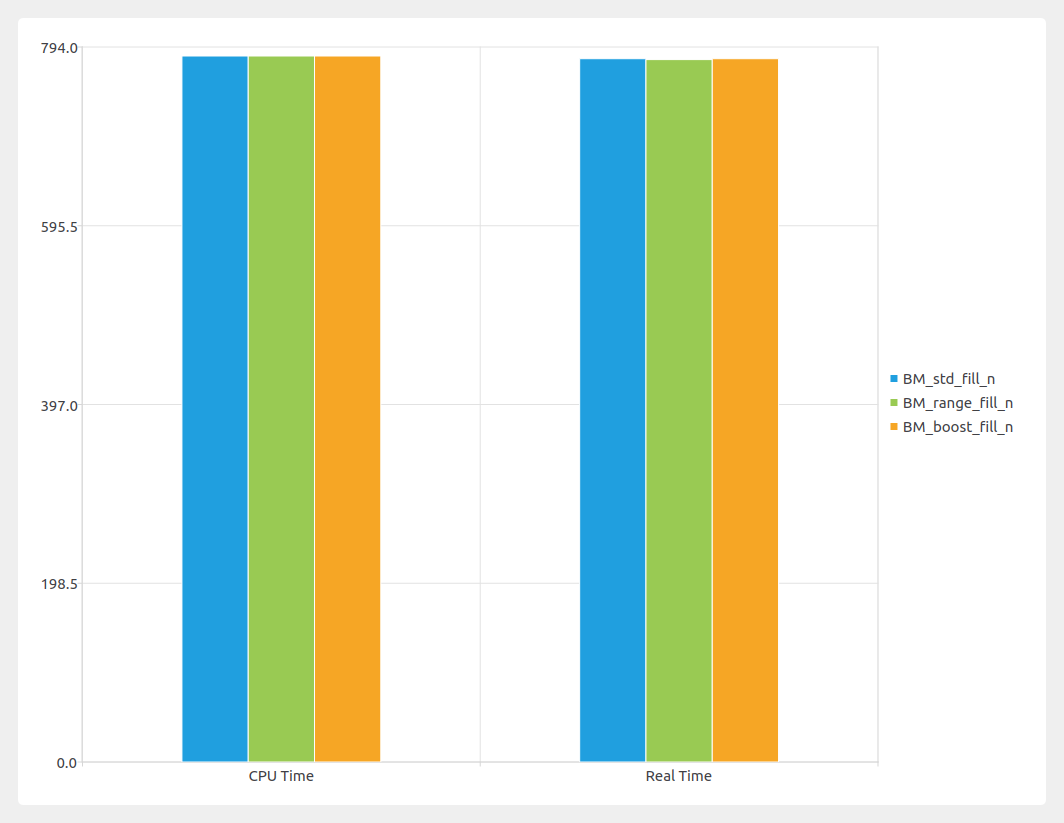 794.0
595.5
397.0
198.5
0.0
CPU Time
Real Time
BM_std_fill_n
BM_range_fill_n
BM_boost_fill_n